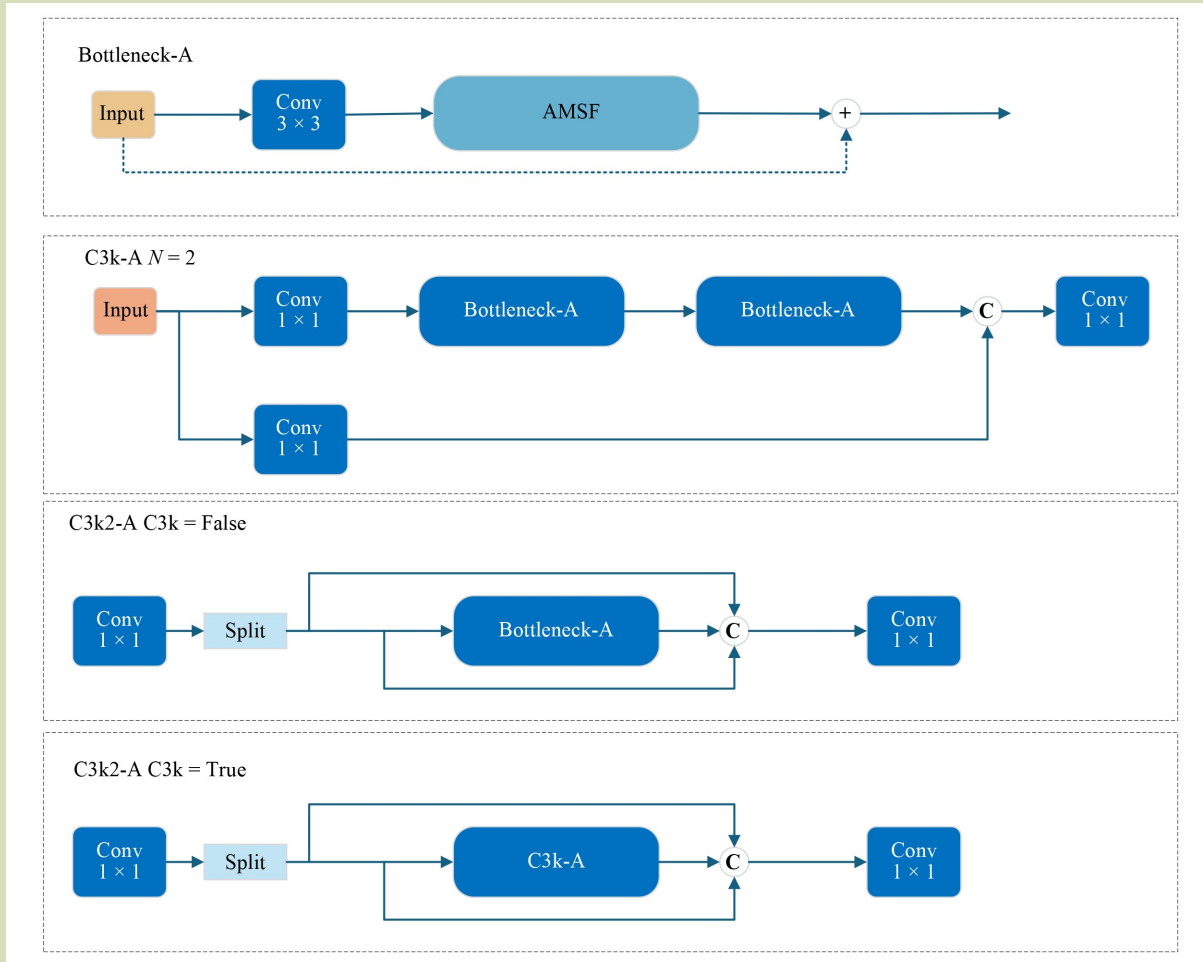 Bottleneck-A
Input
Conv
3 × 3
AMSF
+
C3k-A N = 2
Input
Conv
1 × 1
Bottleneck-A
Bottleneck-A
C
Conv
1 × 1
Conv
1 × 1
C3k2-A C3k = False
Conv
1 × 1
Split
Bottleneck-A
C
Conv
1 × 1
C3k2-A C3k = True
Conv
1 × 1
Split
C3k-A
C
Conv
1 × 1